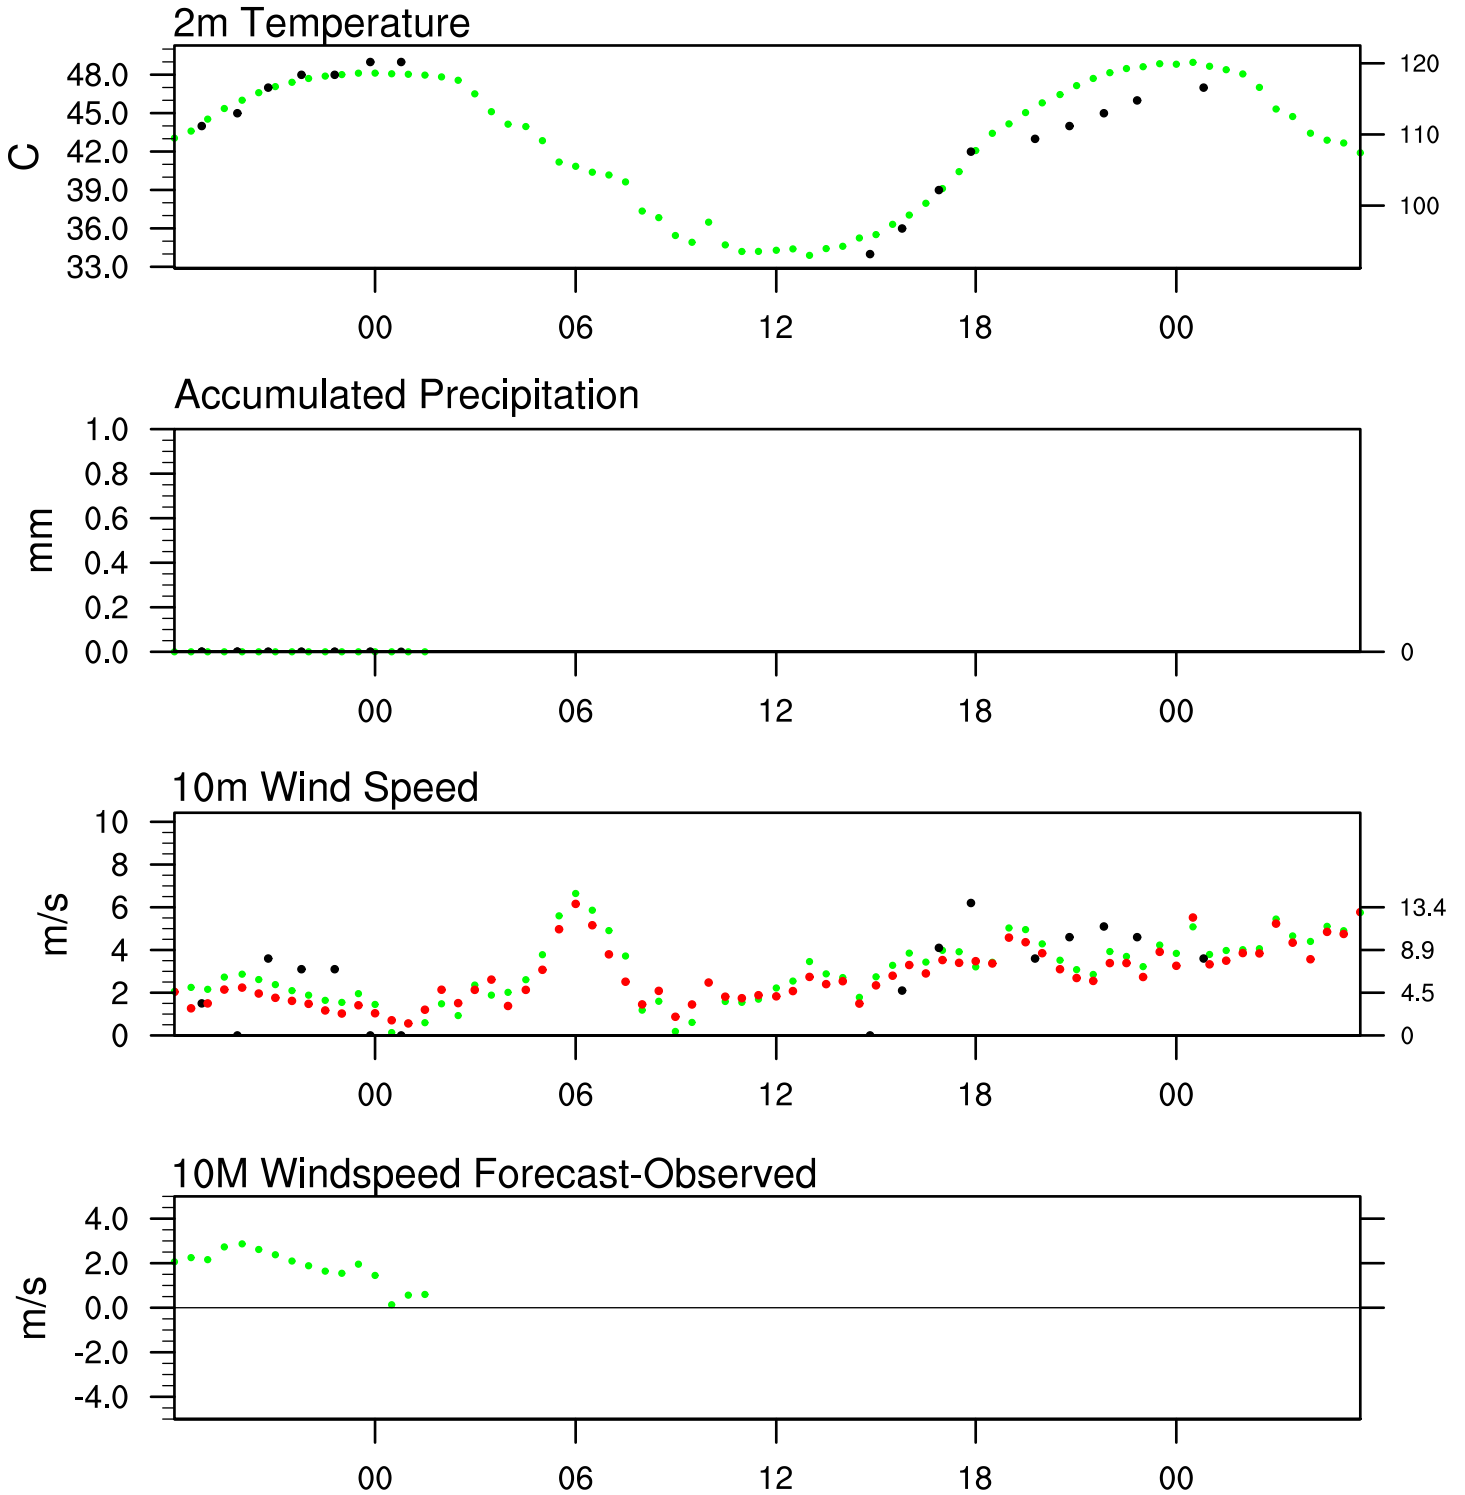 2m Temperature
48.0
45.0
42.0
39.0
36.0
33.0
C
120
110
100
00 06 12 18 00
Accumulated Precipitation
1.0
0.8
0.6
0.4
0.2
0.0
mm
0
00 06 12 18 00
10m Wind Speed
10
8
6
4
2
0
m/s
13.4
8.9
4.5
0
00 06 12 18 00
10M Windspeed Forecast-Observed
4.0
2.0
0.0
-2.0
-4.0
m/s
00 06 12 18 00